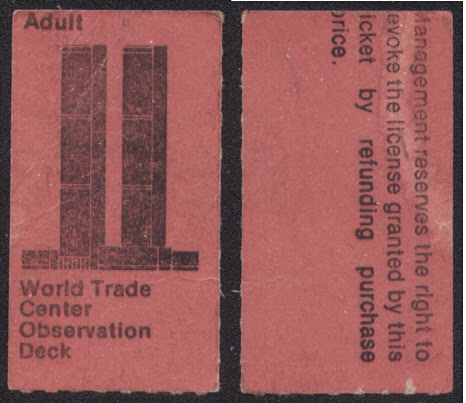 Adult
World Trade
Center
Observation
Deck
Management reserves the right to
evoke the license granted by this
icket by refunding purchase
price.